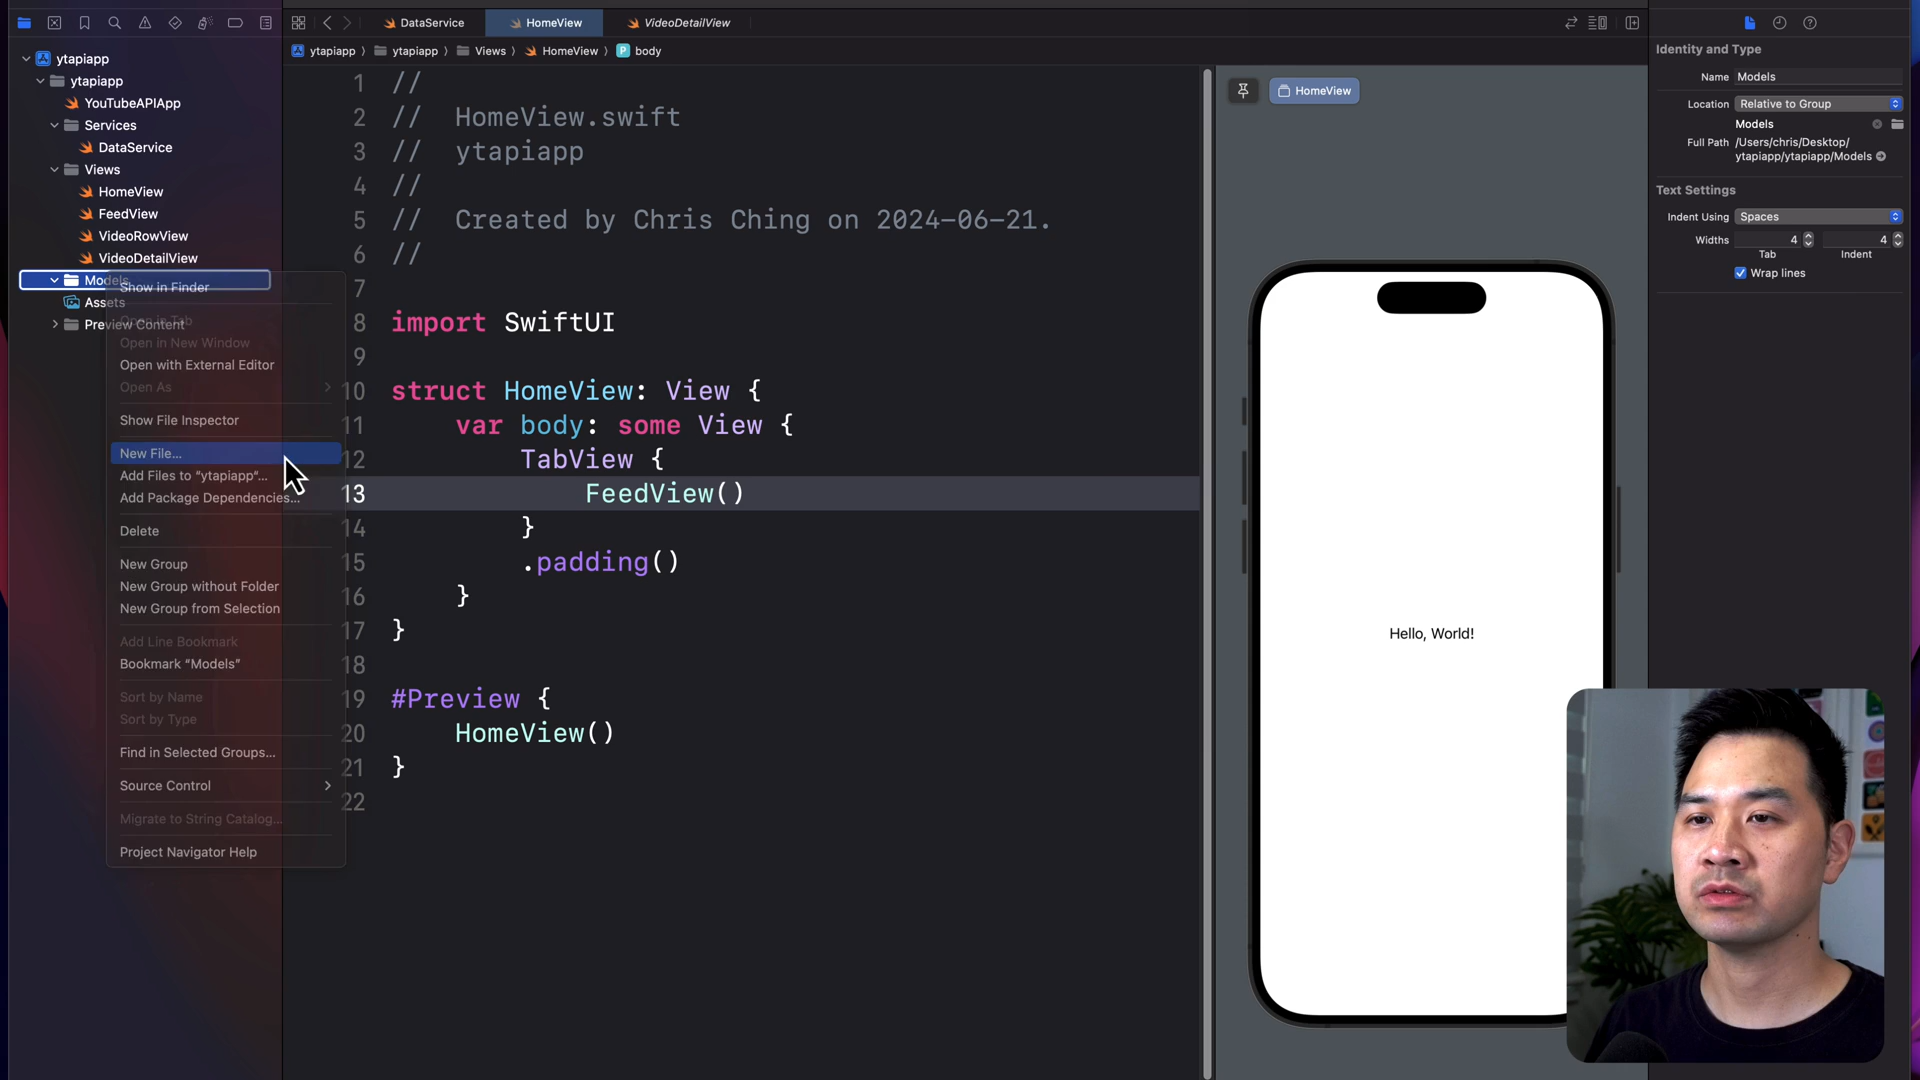 DataService
HomeView
VideoDetailView
ytapiapp
ytapiapp
Views
HomeView
P
body
ytapiapp
ytapiapp
YouTubeAPIApp
Services
DataService
Views
HomeView
FeedView
VideoRowView
VideoDetailView
Models
Assets
Preview Content
Show in Finder
Open in Tab
Open in New Window
Open with External Editor
Open As
Show File Inspector
New File...
Add Files to “ytapiapp”...
Add Package Dependencies...
Delete
New Group
New Group without Folder
New Group from Selection
Add Line Bookmark
Bookmark “Models”
Sort by Name
Sort by Type
Find in Selected Groups...
Source Control
Migrate to String Catalog...
Project Navigator Help
1 //
2 // HomeView.swift
3 // ytapiapp
4 //
5 // Created by Chris Ching on 2024-06-21.
6 //
7
8 import SwiftUI
9
10 struct HomeView: View {
11 var body: some View {
12 TabView {
13 FeedView()
14 }
15 .padding()
16 }
17 }
18
19 #Preview {
20 HomeView()
21 }
22
HomeView
Hello, World!
Identity and Type
Name Models
Location Relative to Group
Models
Full Path /Users/chris/Desktop/
ytapiapp/ytapiapp/Models
Text Settings
Indent Using Spaces
Widths 4 4
Tab Indent
Wrap lines